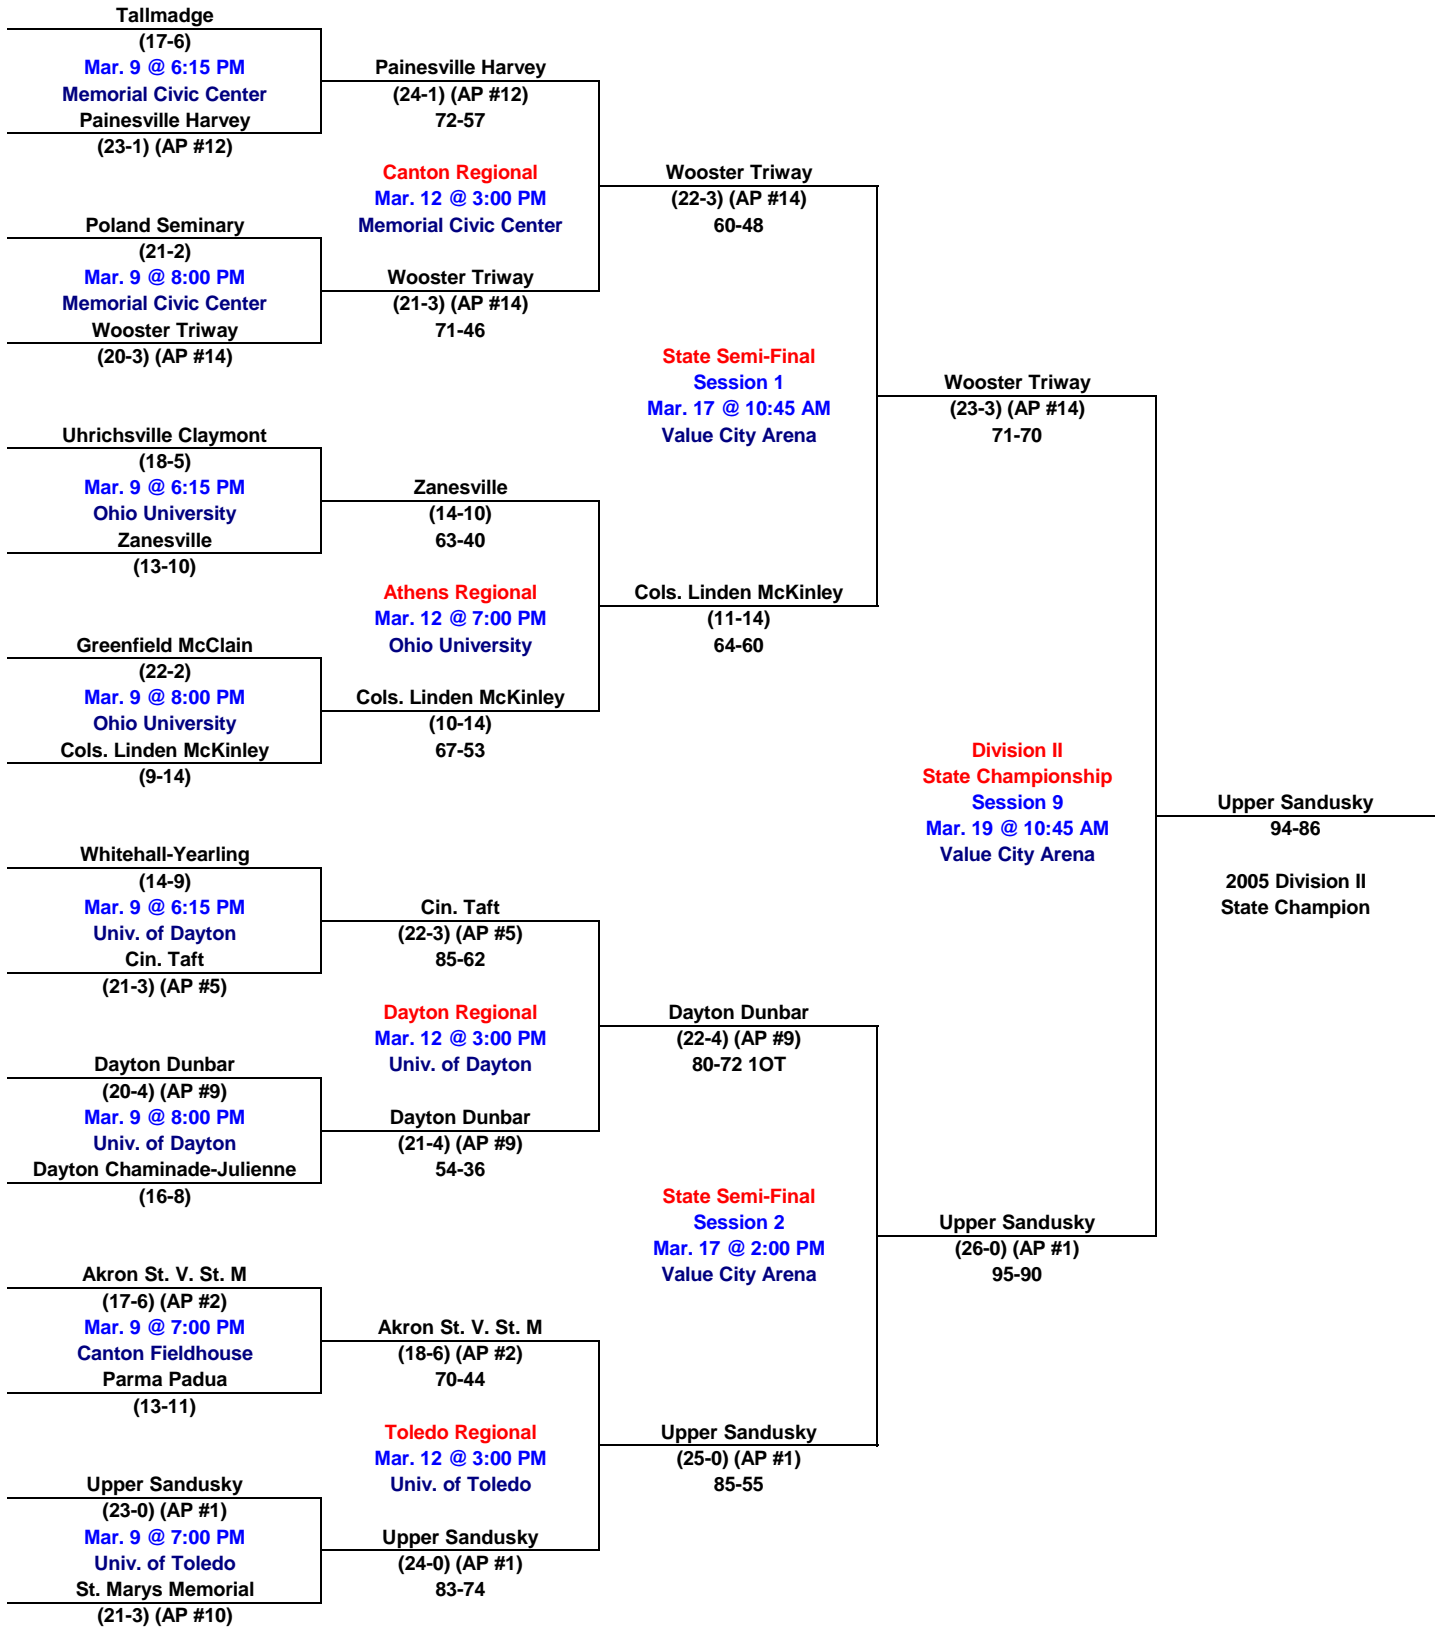 Tallmadge
(17-6)
Mar. 9 @ 6:15 PM
Memorial Civic Center
Painesville Harvey
(23-1) (AP #12)
Poland Seminary
(21-2)
Mar. 9 @ 8:00 PM
Memorial Civic Center
Wooster Triway
(20-3) (AP #14)
Uhrichsville Claymont
(18-5)
Mar. 9 @ 6:15 PM
Ohio University
Zanesville
(13-10)
Greenfield McClain
(22-2)
Mar. 9 @ 8:00 PM
Ohio University
Cols. Linden McKinley
(9-14)
Whitehall-Yearling
(14-9)
Mar. 9 @ 6:15 PM
Univ. of Dayton
Cin. Taft
(21-3) (AP #5)
Dayton Dunbar
(20-4) (AP #9)
Mar. 9 @ 8:00 PM
Univ. of Dayton
Dayton Chaminade-Julienne
(16-8)
Akron St. V. St. M
(17-6) (AP #2)
Mar. 9 @ 7:00 PM
Canton Fieldhouse
Parma Padua
(13-11)
Upper Sandusky
(23-0) (AP #1)
Mar. 9 @ 7:00 PM
Univ. of Toledo
St. Marys Memorial
(21-3) (AP #10)
Painesville Harvey
(24-1) (AP #12)
72-57
Canton Regional
Mar. 12 @ 3:00 PM
Memorial Civic Center
Wooster Triway
(21-3) (AP #14)
71-46
Zanesville
(14-10)
63-40
Athens Regional
Mar. 12 @ 7:00 PM
Ohio University
Cols. Linden McKinley
(10-14)
67-53
Cin. Taft
(22-3) (AP #5)
85-62
Dayton Regional
Mar. 12 @ 3:00 PM
Univ. of Dayton
Dayton Dunbar
(21-4) (AP #9)
54-36
Akron St. V. St. M
(18-6) (AP #2)
70-44
Toledo Regional
Mar. 12 @ 3:00 PM
Univ. of Toledo
Upper Sandusky
(24-0) (AP #1)
83-74
Wooster Triway
(22-3) (AP #14)
60-48
State Semi-Final
Session 1
Mar. 17 @ 10:45 AM
Value City Arena
Cols. Linden McKinley
(11-14)
64-60
Dayton Dunbar
(22-4) (AP #9)
80-72 1OT
State Semi-Final
Session 2
Mar. 17 @ 2:00 PM
Value City Arena
Upper Sandusky
(25-0) (AP #1)
85-55
Wooster Triway
(23-3) (AP #14)
71-70
Division II
State Championship
Session 9
Mar. 19 @ 10:45 AM
Value City Arena
Upper Sandusky
(26-0) (AP #1)
95-90
Upper Sandusky
94-86
2005 Division II
State Champion